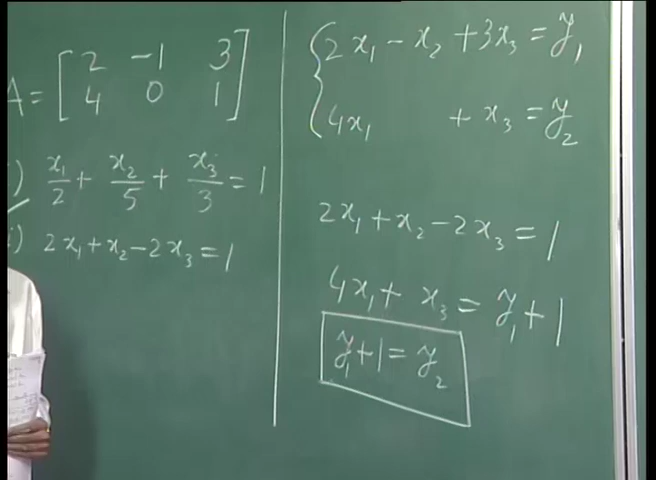 A = [ 2 -1 3
4 0 1 ]
) x₁/2 + x₂/5 + x₃/3 = 1
) 2x₁ + x₂ - 2x₃ = 1
{ 2x₁ - x₂ + 3x₃ = y₁
4x₁ + x₃ = y₂
2x₁ + x₂ - 2x₃ = 1
4x₁ + x₃ = y₁ + 1
y₁ + 1 = y₂